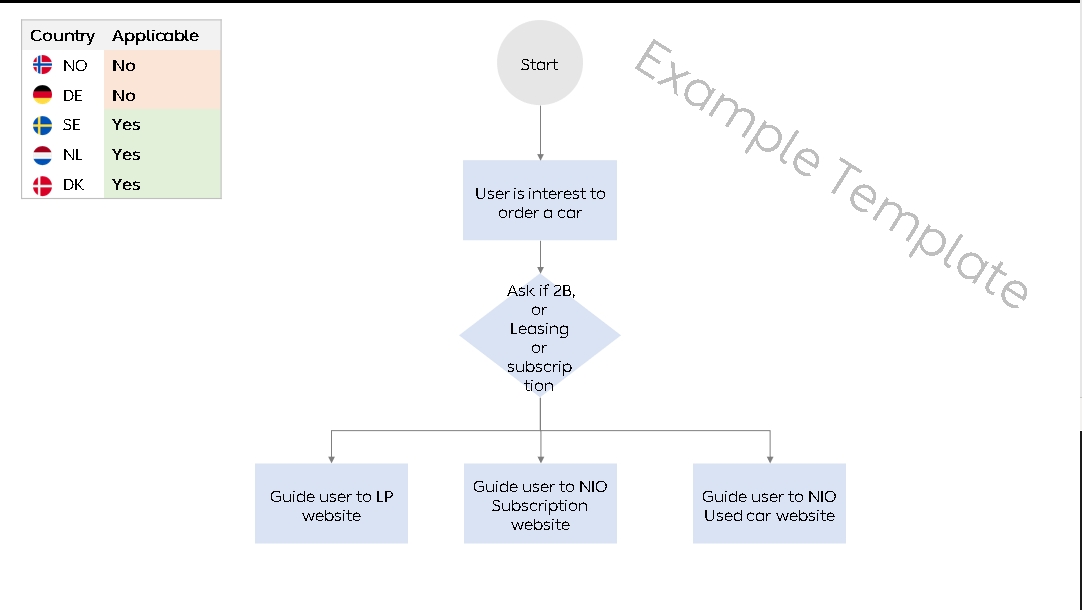 Country Applicable
NO No
DE No
SE Yes
NL Yes
DK Yes
Start
Example Template
User is interest to
order a car
Ask if 2B,
or
Leasing
or
subscrip
tion
Guide user to LP
website
Guide user to NIO
Subscription
website
Guide user to NIO
Used car website